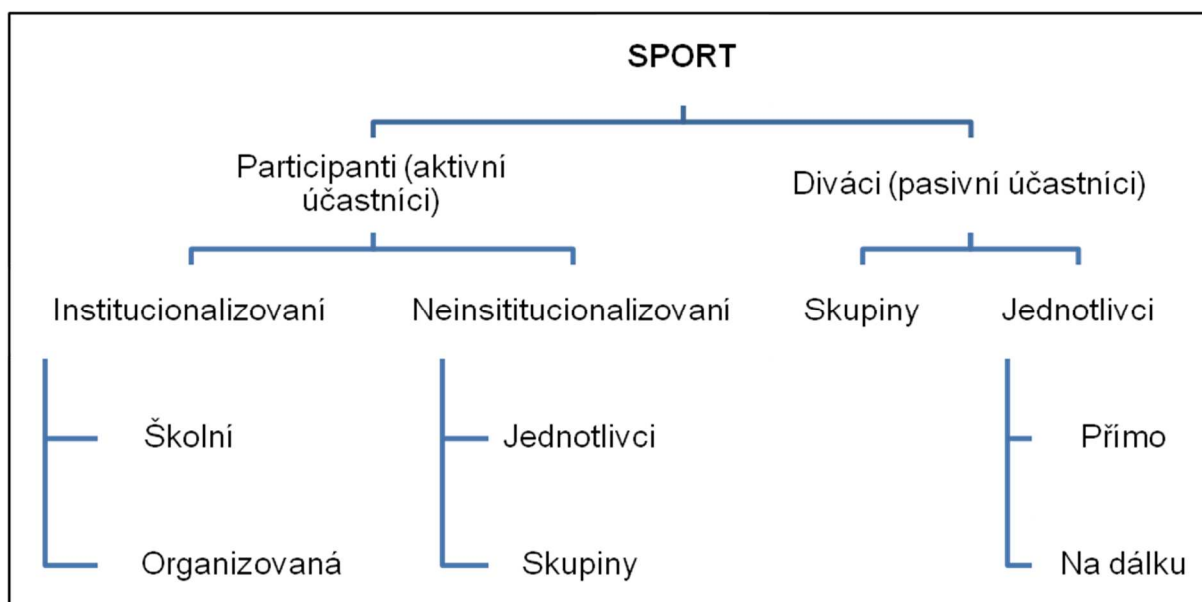 SPORT
Participanti (aktivní
účastníci)
Diváci (pasivní účastníci)
Institucionalizovaní
Neinsititucionalizovaní
Skupiny
Jednotlivci
Školní
Jednotlivci
Přímo
Organizovaná
Skupiny
Na dálku